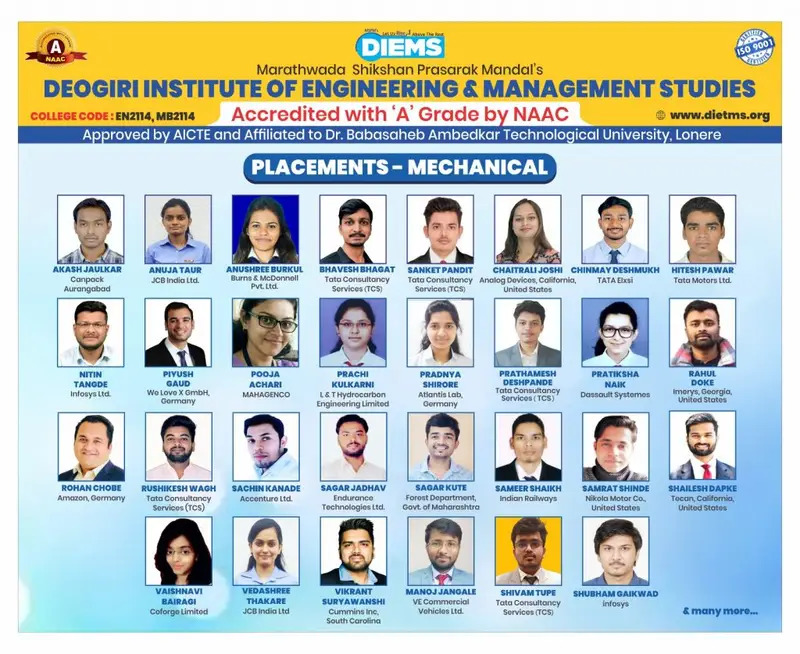 DIEMS
A
NAAC
ISO 9001
Marathwada Shikshan Prasarak Mandal's
DEOGIRI INSTITUTE OF ENGINEERING & MANAGEMENT STUDIES
COLLEGE CODE : EN2114, MB2114
Accredited with 'A' Grade by NAAC
www.dietms.org
Approved by AICTE and Affiliated to Dr. Babasaheb Ambedkar Technological University, Lonere
PLACEMENTS - MECHANICAL
AKASH JAULKAR
Canpack
Aurangabad
ANUJA TAUR
JCB India Ltd.
ANUSHREE BURKUL
Burns & McDonnell
Pvt. Ltd.
BHAVESH BHAGAT
Tata Consultancy
Services (TCS)
SANKET PANDIT
Tata Consultancy
Services (TCS)
CHAITRALI JOSHI
Analog Devices, California,
United States
CHINMAY DESHMUKH
TATA Elxsi
HITESH PAWAR
Tata Motors Ltd.
NITIN
TANGDE
Infosys Ltd.
PIYUSH
GAUD
We Love X GmbH,
Germany
POOJA
ACHARI
MAHAGENCO
PRACHI
KULKARNI
L & T Hydrocarbon
Engineering Limited
PRADNYA
SHIRORE
Atlantis Lab,
Germany
PRATHAMESH
DESHPANDE
Tata Consultancy
Services ( TCS )
PRATIKSHA
NAIK
Dassault Systemes
RAHUL
DOKE
Imerys, Georgia,
United States
ROHAN CHOBE
Amazon, Germany
RUSHIKESH WAGH
Tata Consultancy
Services (TCS)
SACHIN KANADE
Accenture Ltd.
SAGAR JADHAV
Endurance
Technologies Ltd.
SAGAR KUTE
Forest Department,
Govt. of Maharashtra
SAMEER SHAIKH
Indian Railways
SAMRAT SHINDE
Nikola Motor Co.,
United States
SHAILESH DAPKE
Tecan, California,
United States
VAISHNAVI
BAIRAGI
Coforge Limited
VEDASHREE
THAKARE
JCB India Ltd
VIKRANT
SURYAWANSHI
Cummins Inc,
South Carolina
MANOJ JANGALE
VE Commercial
Vehicles Ltd.
SHIVAM TUPE
Tata Consultancy
Services (TCS)
SHUBHAM GAIKWAD
infosys
& many more...